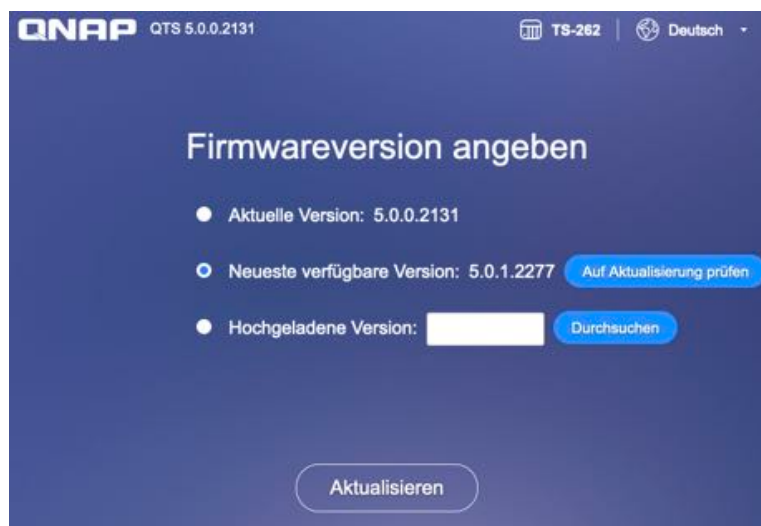 QNAP QTS 5.0.0.2131 TS-262 Deutsch
Firmwareversion angeben
Aktuelle Version: 5.0.0.2131
Neueste verfügbare Version: 5.0.1.2277 Auf Aktualisierung prüfen
Hochgeladene Version: Durchsuchen
Aktualisieren